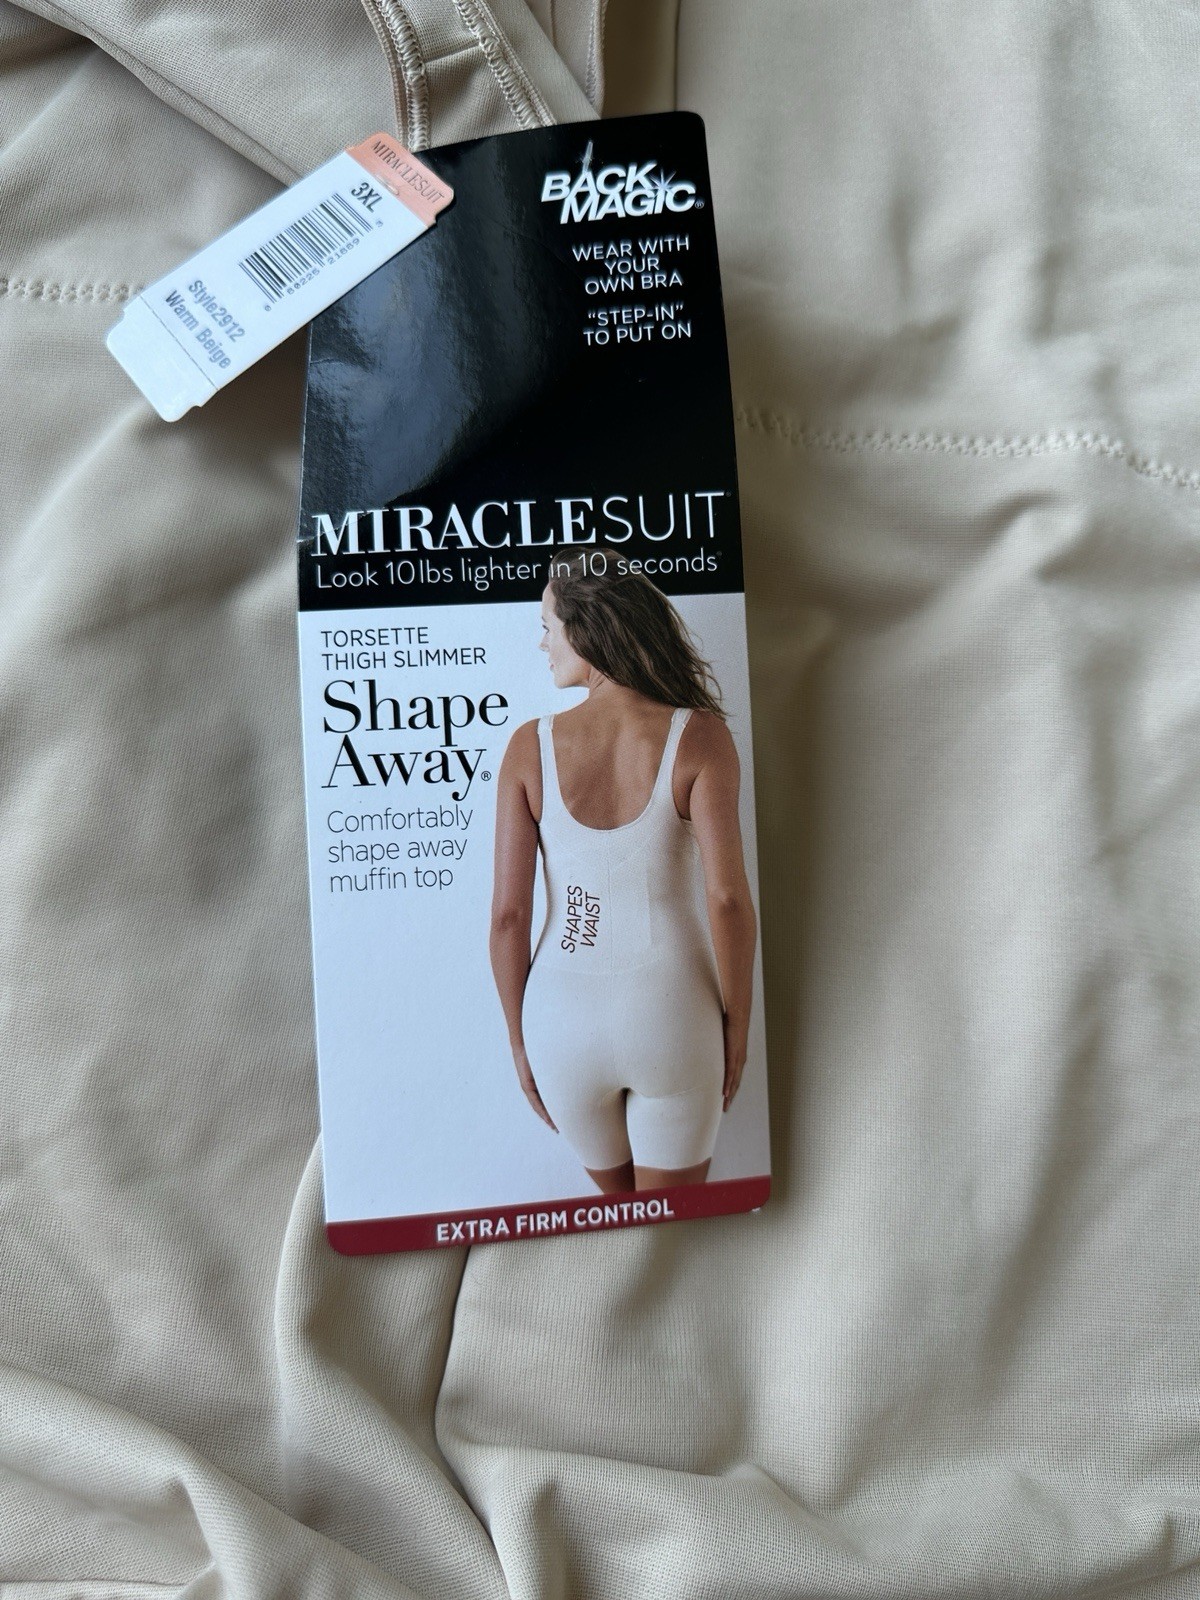 MIRACLESUIT
3XL
Style2912
Warm Beige
BACK
MAGIC®
WEAR WITH
YOUR
OWN BRA
"STEP-IN"
TO PUT ON
MIRACLESUIT®
Look 10lbs lighter in 10 seconds®
TORSETTE
THIGH SLIMMER
Shape
Away®
Comfortably
shape away
muffin top
SHAPES
WAIST
EXTRA FIRM CONTROL